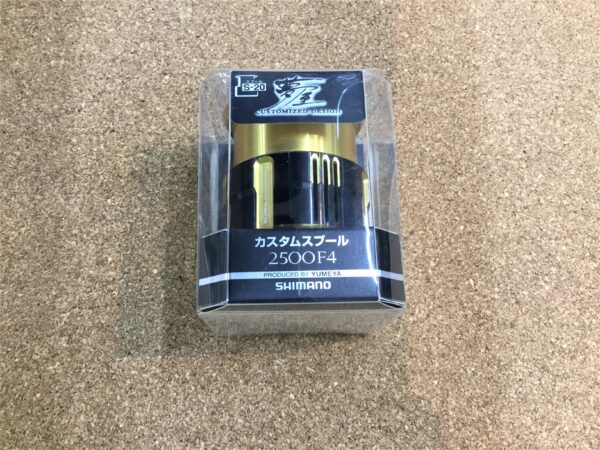 S-20
CUSTOMIZED DESIGN
カスタムスプール
2500F4
PRODUCED BY YUMEYA
SHIMANO